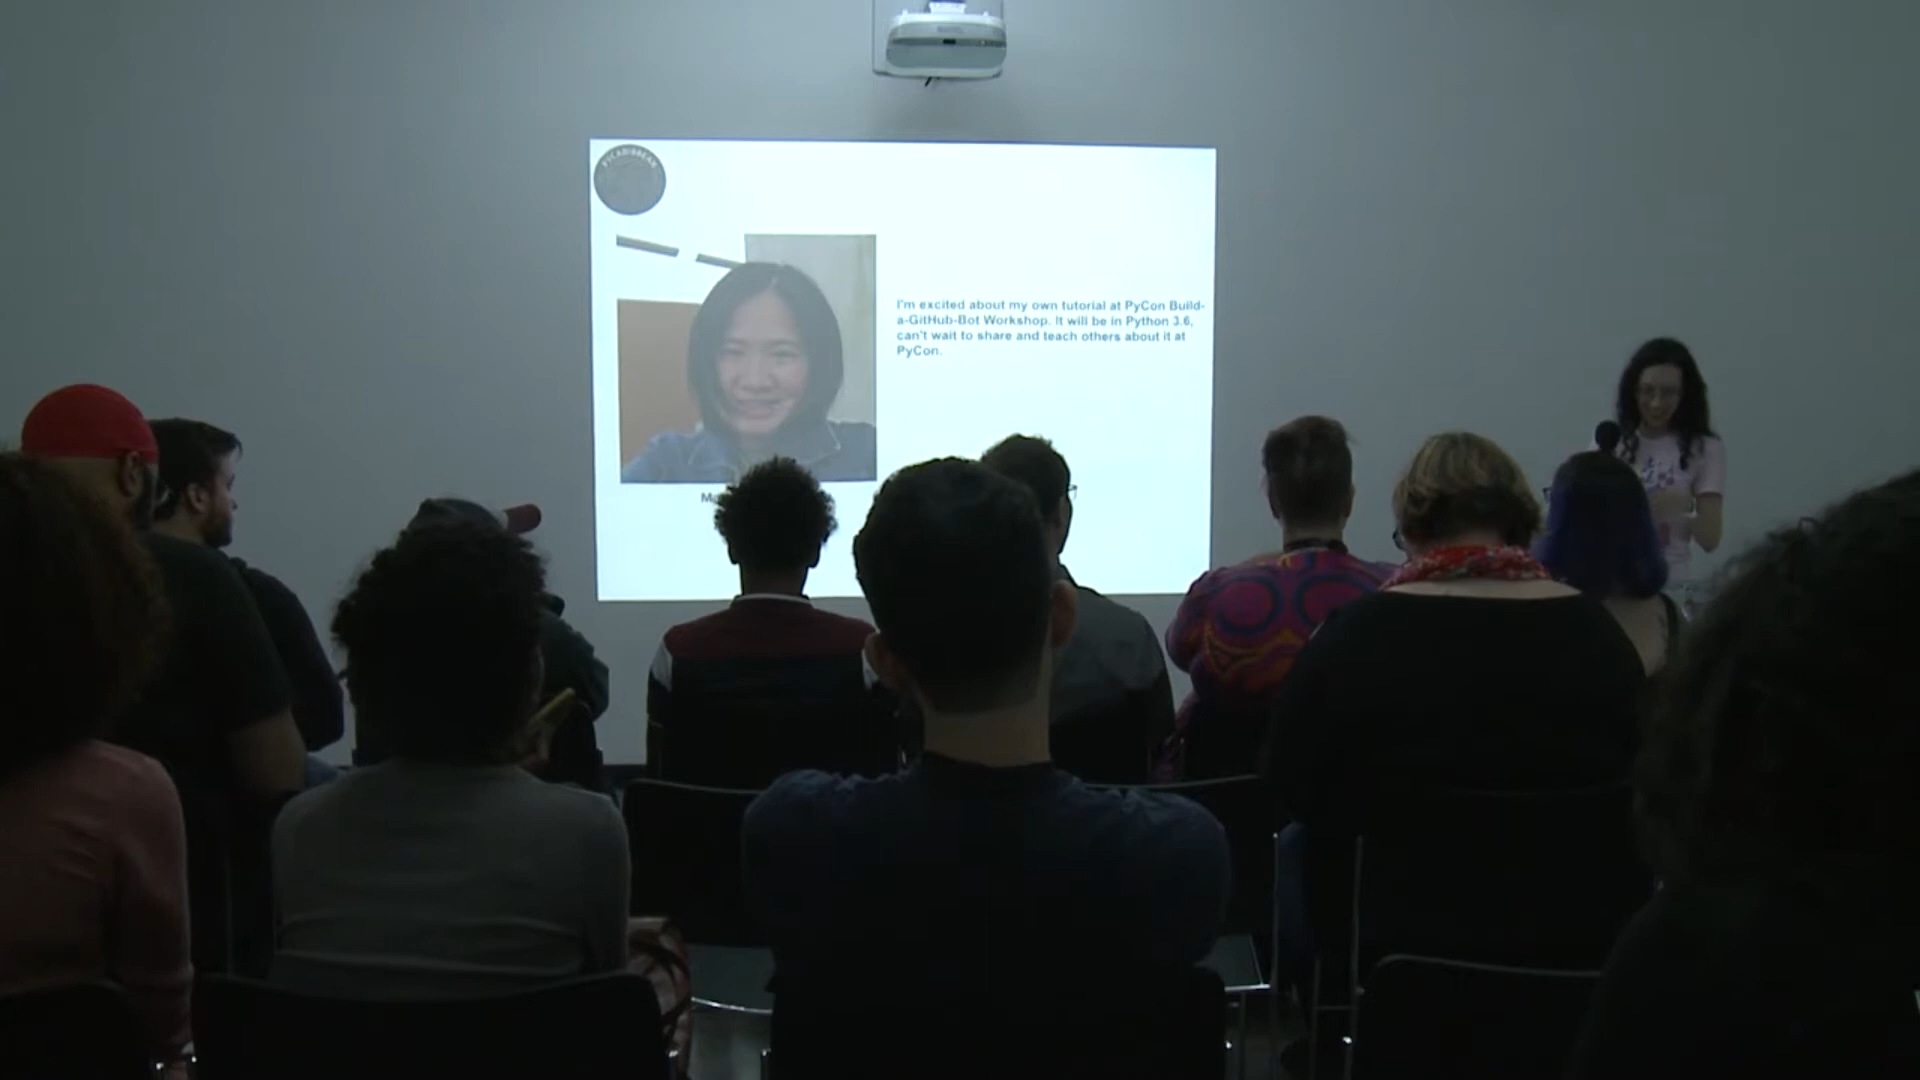 PYCARIBBEAN
I'm excited about my own tutorial at PyCon Build-
a-GitHub-Bot Workshop. It will be in Python 3.6,
can't wait to share and teach others about it at
PyCon.